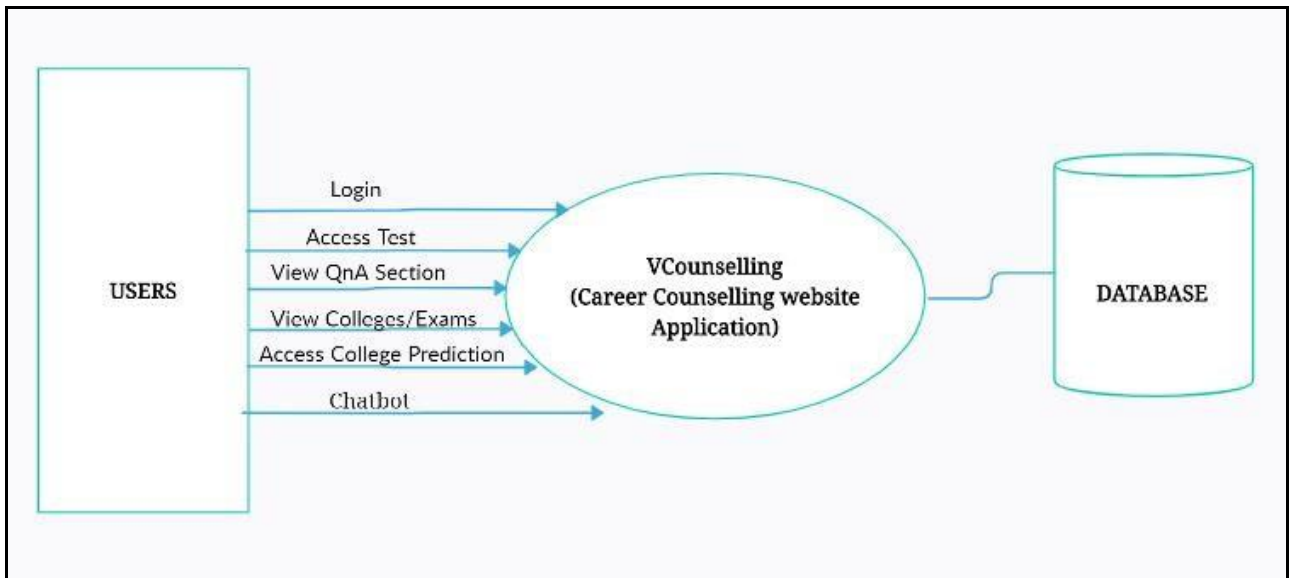 Login
Access Test
View QnA Section
View Colleges/Exams
Access College Prediction
Chatbot
USERS
VCounselling
(Career Counselling website
Application)
DATABASE